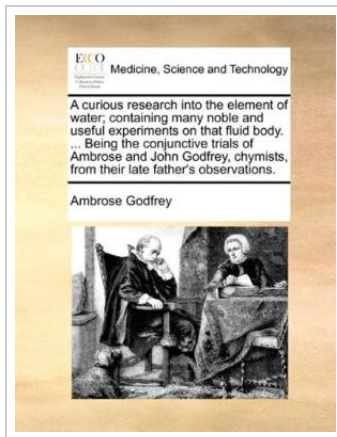 ECCO
Medicine, Science and Technology
A curious research into the element of
water; containing many noble and
useful experiments on that fluid body.
... Being the conjunctive trials of
Ambrose and John Godfrey, chymists,
from their late father's observations.
Ambrose Godfrey